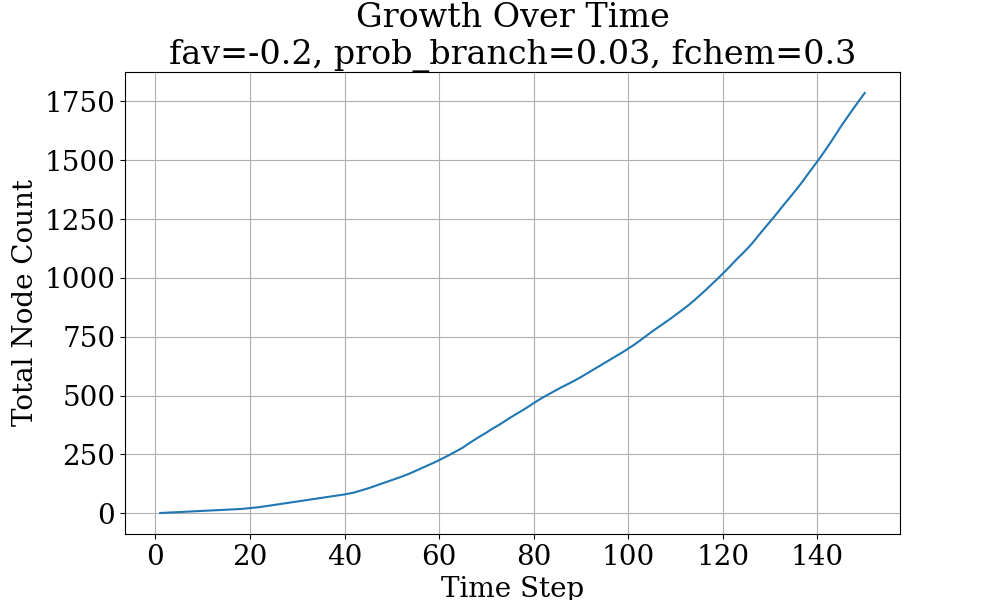 Growth Over Time
fav=-0.2, prob_branch=0.03, fchem=0.3
1750
1500
1250
1000
750
500
250
0
Total Node Count
0 20 40 60 80 100 120 140
Time Step